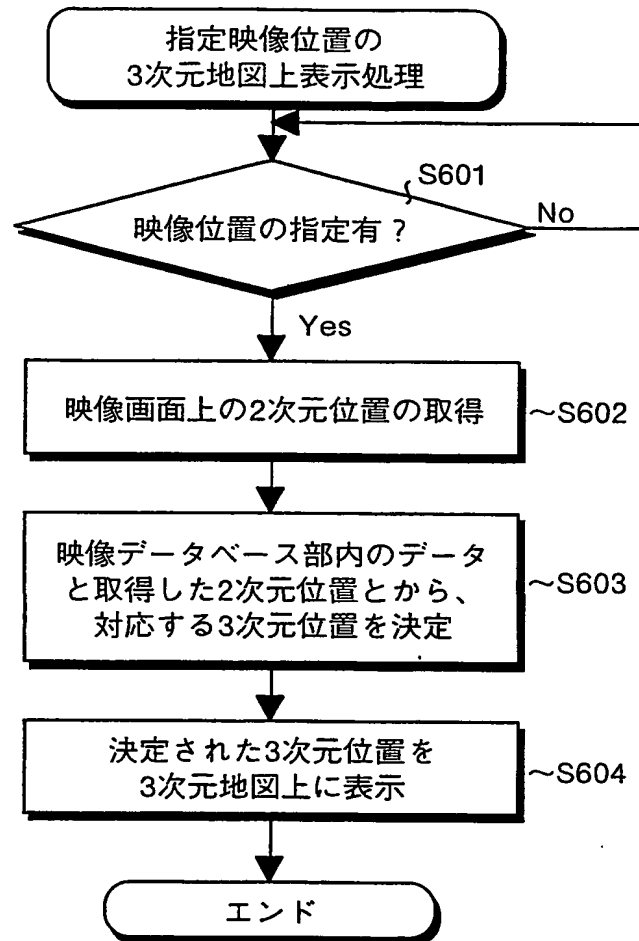 指定映像位置の
3次元地図上表示処理
S601
映像位置の指定有？
No
Yes
映像画面上の2次元位置の取得
～S602
映像データベース部内のデータ
と取得した2次元位置とから、
対応する3次元位置を決定
～S603
決定された3次元位置を
3次元地図上に表示
～S604
エンド